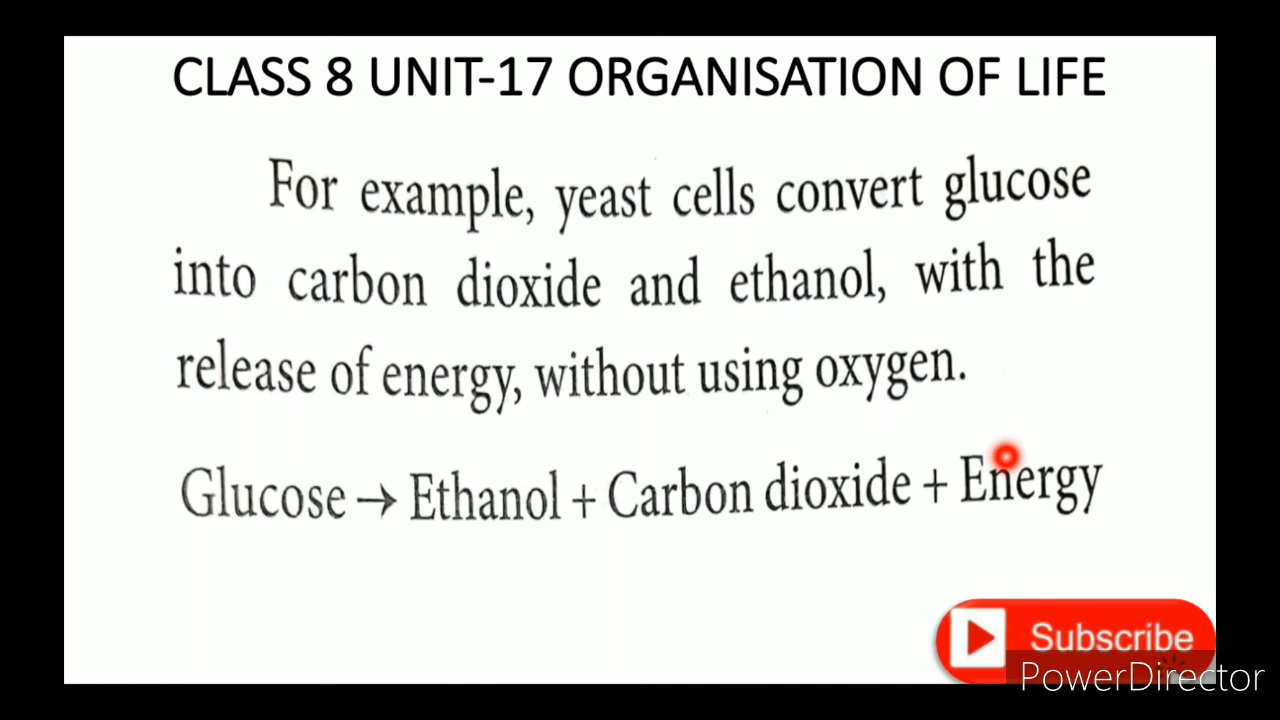 CLASS 8 UNIT-17 ORGANISATION OF LIFE
For example, yeast cells convert glucose
into carbon dioxide and ethanol, with the
release of energy, without using oxygen.
Glucose → Ethanol + Carbon dioxide + Energy
Subscribe
PowerDirector